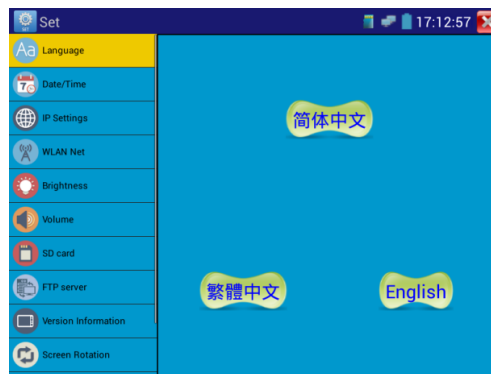 Set
17:12:57
Language
Date/Time
IP Settings
WLAN Net
Brightness
Volume
SD card
FTP server
Version Information
Screen Rotation
简体中文
繁體中文
English